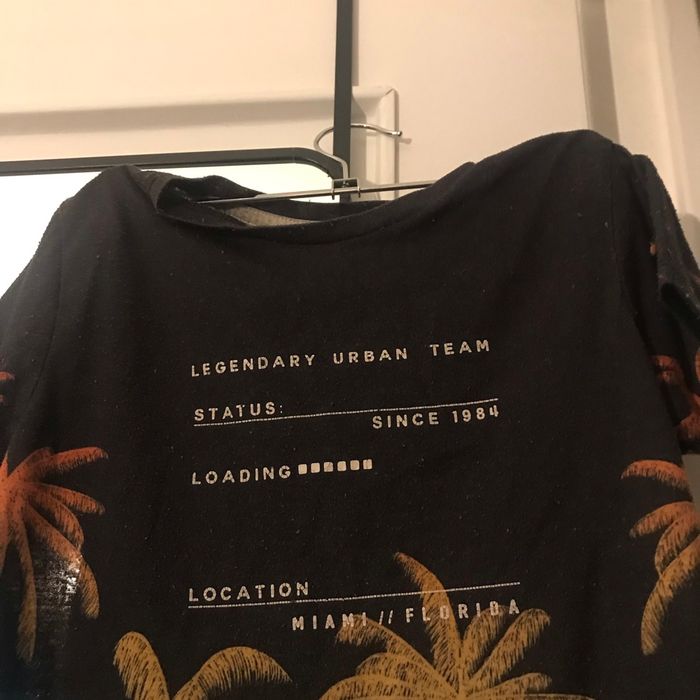 LEGENDARY URBAN TEAM
STATUS:
SINCE 1984
LOADING
LOCATION
MIAMI // FLORIDA